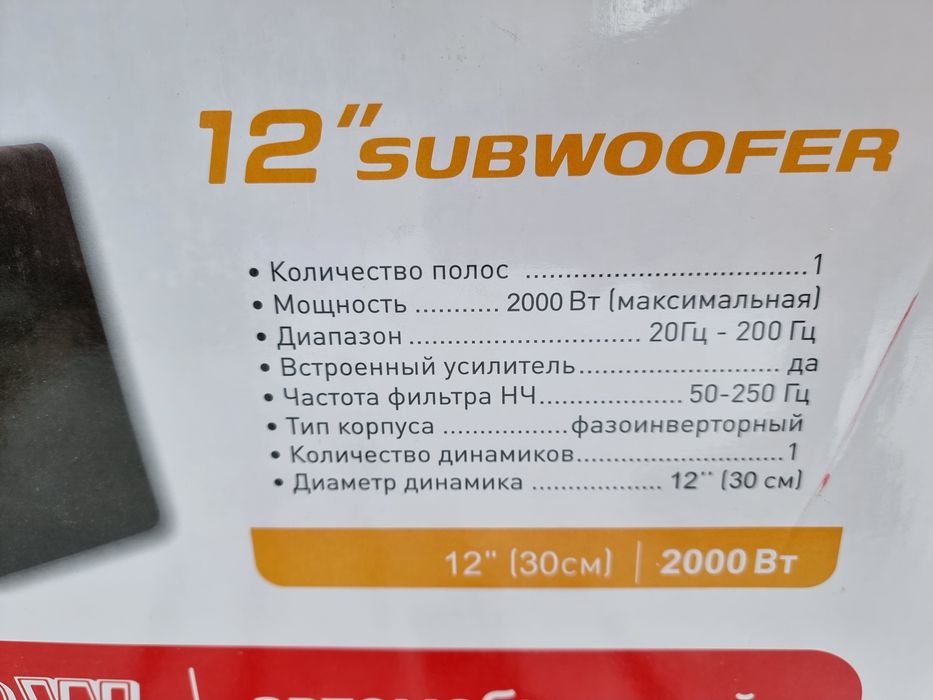 12" SUBWOOFER
• Количество полос ...................................1
• Мощность ........... 2000 Вт (максимальная)
• Диапазон ............................. 20Гц - 200 Гц
• Встроенный усилитель............................. да
• Частота фильтра НЧ................... 50-250 Гц
• Тип корпуса ................фазоинверторный
• Количество динамиков.............................1
• Диаметр динамика ................... 12'' (30 см)
12" (30см) | 2000 Вт